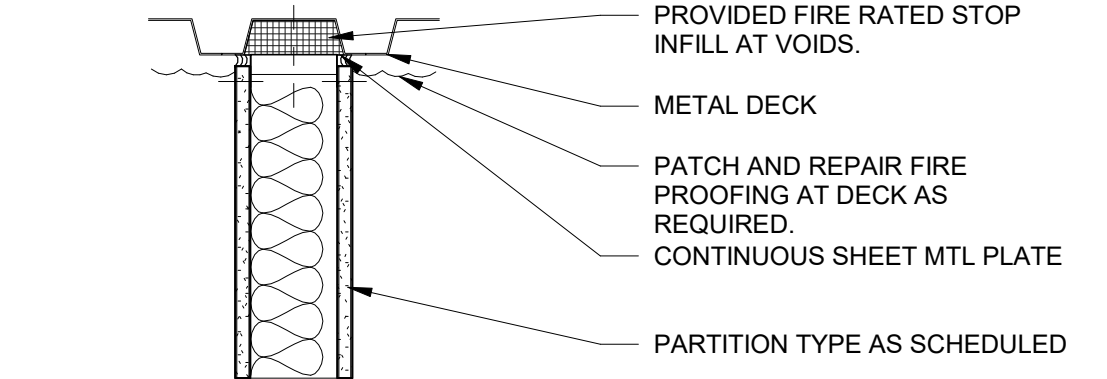 PROVIDED FIRE RATED STOP
INFILL AT VOIDS.
METAL DECK
PATCH AND REPAIR FIRE
PROOFING AT DECK AS
REQUIRED.
CONTINUOUS SHEET MTL PLATE
PARTITION TYPE AS SCHEDULED